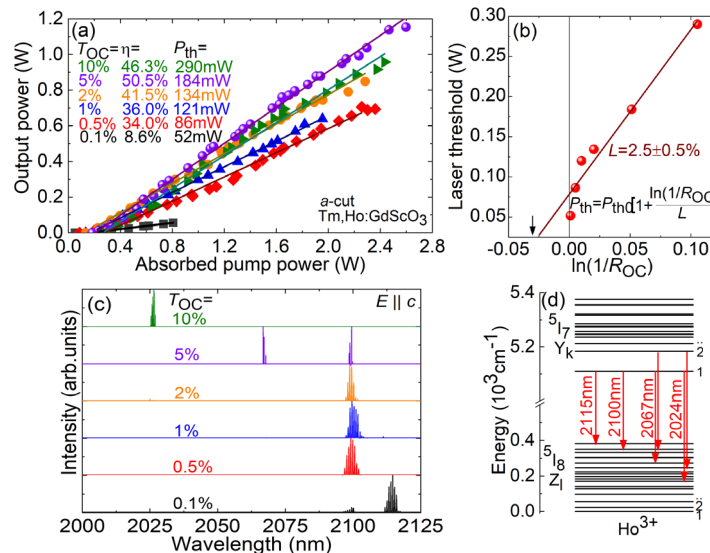 (a)
T_OC= η= P_th=
10% 46.3% 290mW
5% 50.5% 184mW
2% 41.5% 134mW
1% 36.0% 121mW
0.5% 34.0% 86mW
0.1% 8.6% 52mW
a-cut
Tm,Ho:GdScO₃
Output power (W)
1.2
1.0
0.8
0.6
0.4
0.2
0.0
0.0 0.4 0.8 1.2 1.6 2.0 2.4 2.8
Absorbed pump power (W)
(b)
Laser threshold (W)
0.30
0.25
0.20
0.15
0.10
0.05
L=2.5±0.5%
P_th=P_th0[1+ln(1/R_OC)/L
-0.05 0.00 0.05 0.10
ln(1/R_OC)
(c)
T_OC=
E || c
10%
5%
2%
1%
0.5%
0.1%
Intensity (arb.units)
2000 2025 2050 2075 2100 2125
Wavelength (nm)
(d)
Energy (10³cm⁻¹)
5.4
5.2
0.4
0.2
0.0
⁵I₇
Y_k
..
2
1
2115nm
2100nm
2067nm
2024nm
⁵I₈
Z_l
..
2
1
Ho³⁺